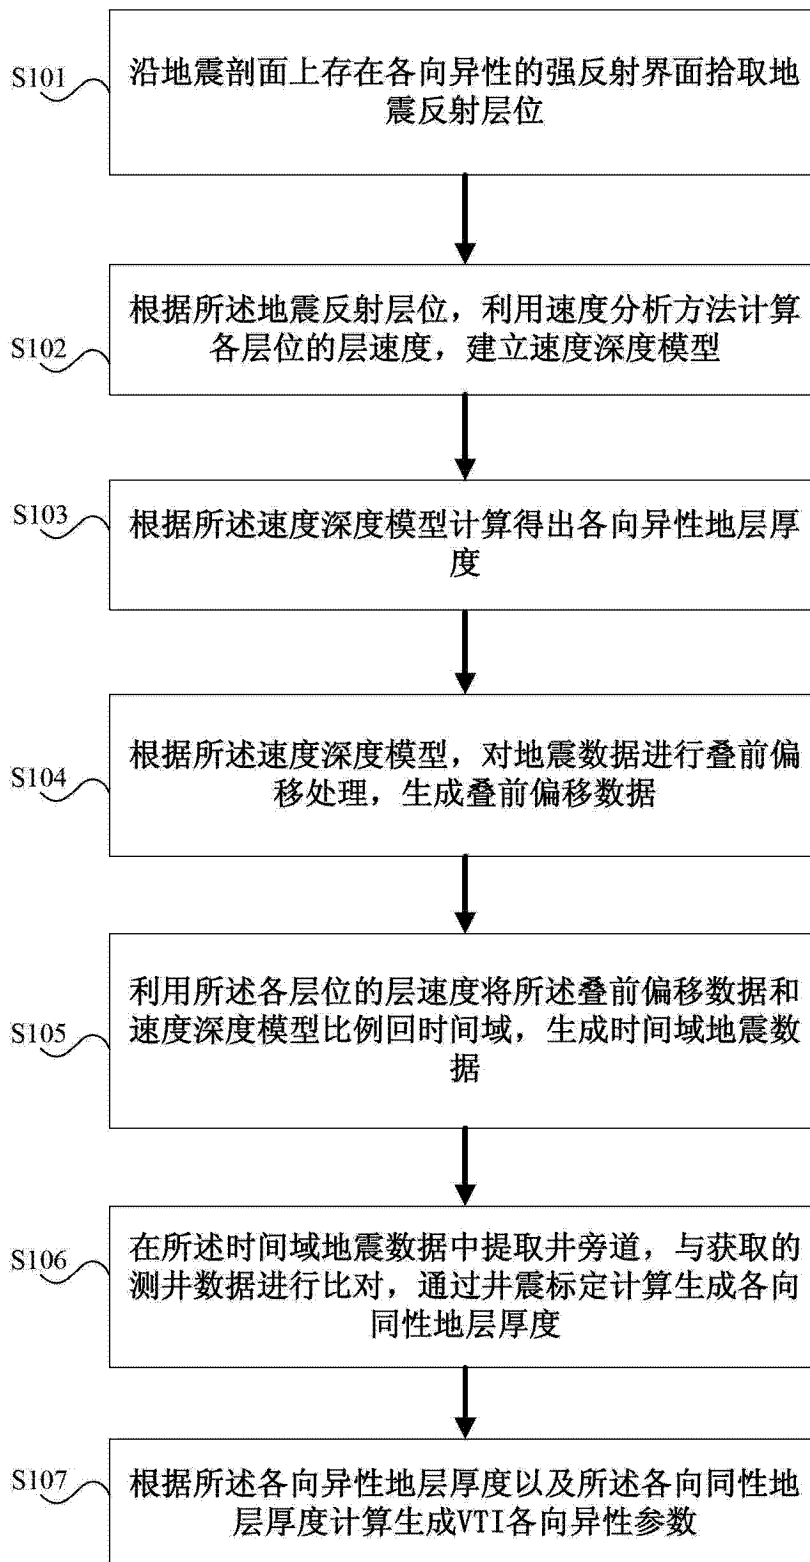 S101
沿地震剖面上存在各向异性的强反射界面拾取地
震反射层位
S102
根据所述地震反射层位，利用速度分析方法计算
各层位的层速度，建立速度深度模型
S103
根据所述速度深度模型计算得出各向异性地层厚
度
S104
根据所述速度深度模型，对地震数据进行叠前偏
移处理，生成叠前偏移数据
S105
利用所述各层位的层速度将所述叠前偏移数据和
速度深度模型比例回时间域，生成时间域地震数
据
S106
在所述时间域地震数据中提取井旁道，与获取的
测井数据进行比对，通过井震标定计算生成各向
同性地层厚度
S107
根据所述各向异性地层厚度以及所述各向同性地
层厚度计算生成VTI各向异性参数